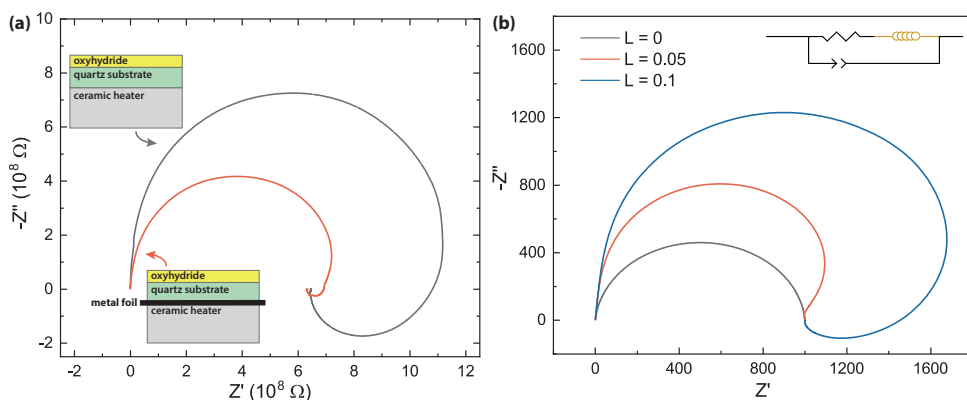 (a)
oxyhydride
quartz substrate
ceramic heater
10
8
6
4
2
0
-2
-Z" (10⁸ Ω)
oxyhydride
quartz substrate
metal foil
ceramic heater
-2 0 2 4 6 8 10 12
Z' (10⁸ Ω)
(b)
L = 0
L = 0.05
L = 0.1
1600
1200
800
400
0
-Z"
0 400 800 1200 1600
Z'